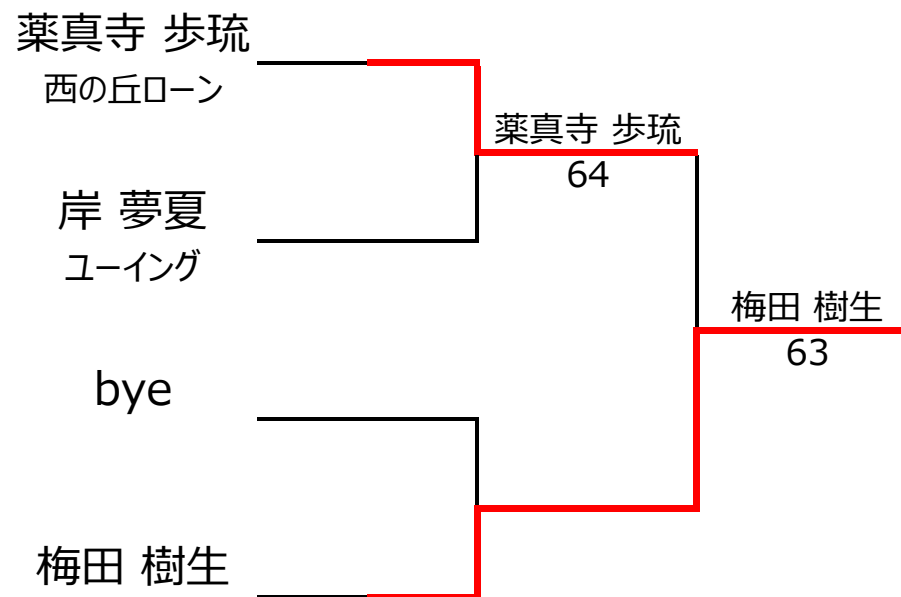 薬真寺 歩琉
西の丘ローン
薬真寺 歩琉
64
岸 夢夏
ユーイング
梅田 樹生
63
bye
梅田 樹生